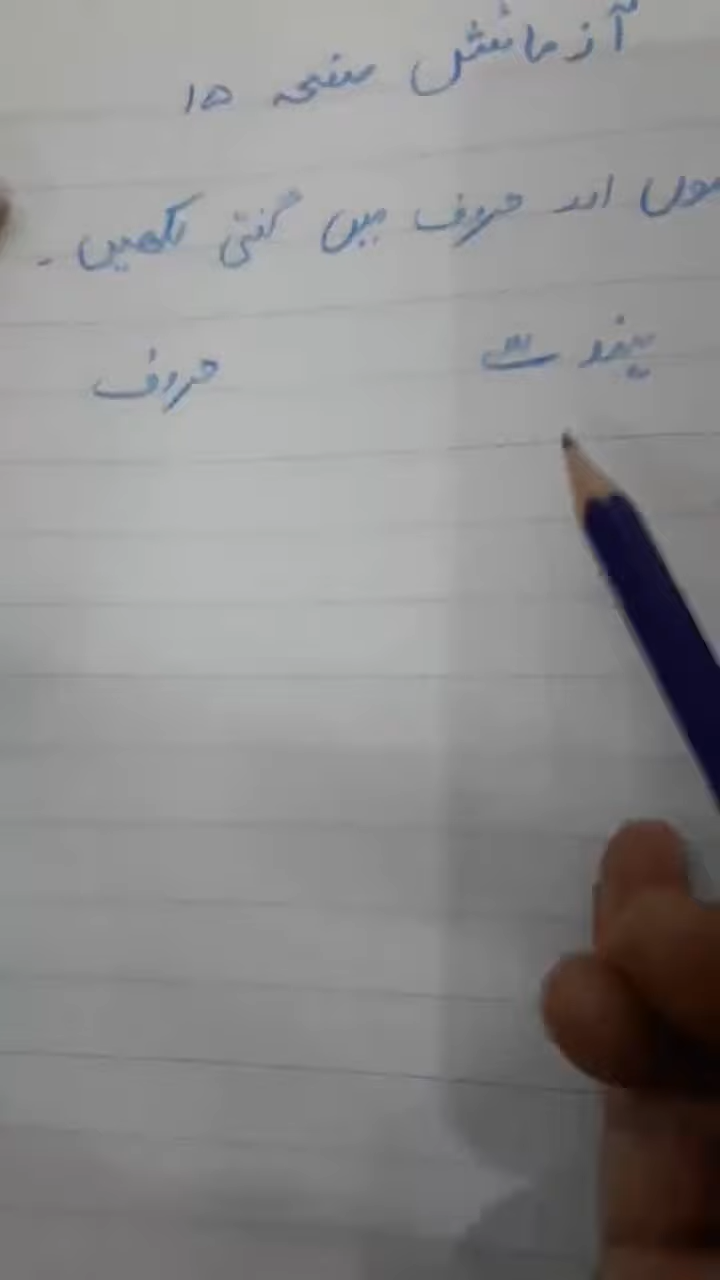 آزمائش صفحہ ۱۵
اور حروف میں گنتی لکھیں ۔
ہندسے حروف